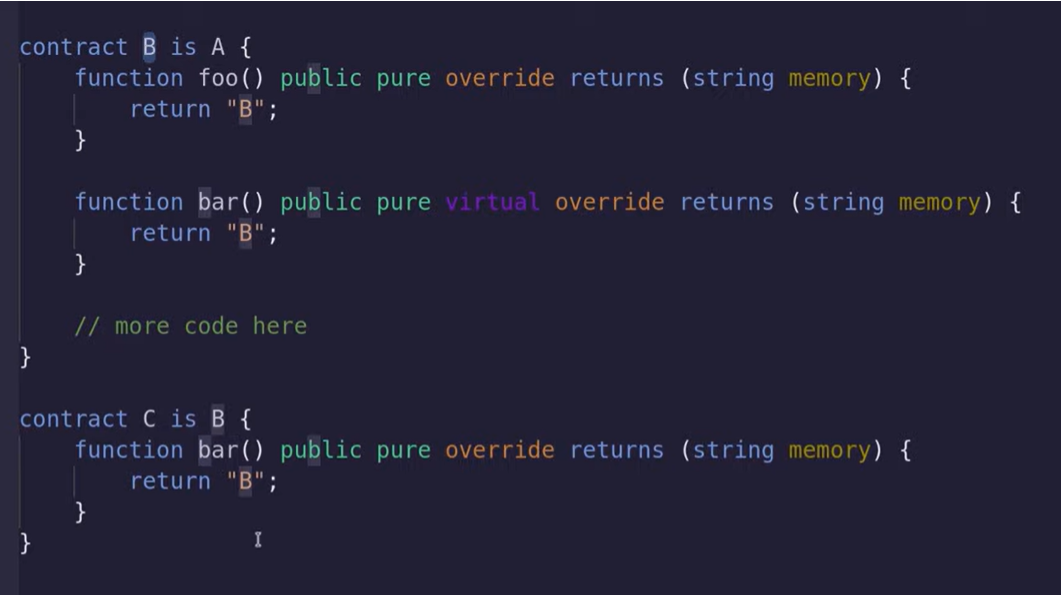 contract B is A {
    function foo() public pure override returns (string memory) {
        return "B";
    }

    function bar() public pure virtual override returns (string memory) {
        return "B";
    }

    // more code here
}

contract C is B {
    function bar() public pure override returns (string memory) {
        return "B";
    }
}